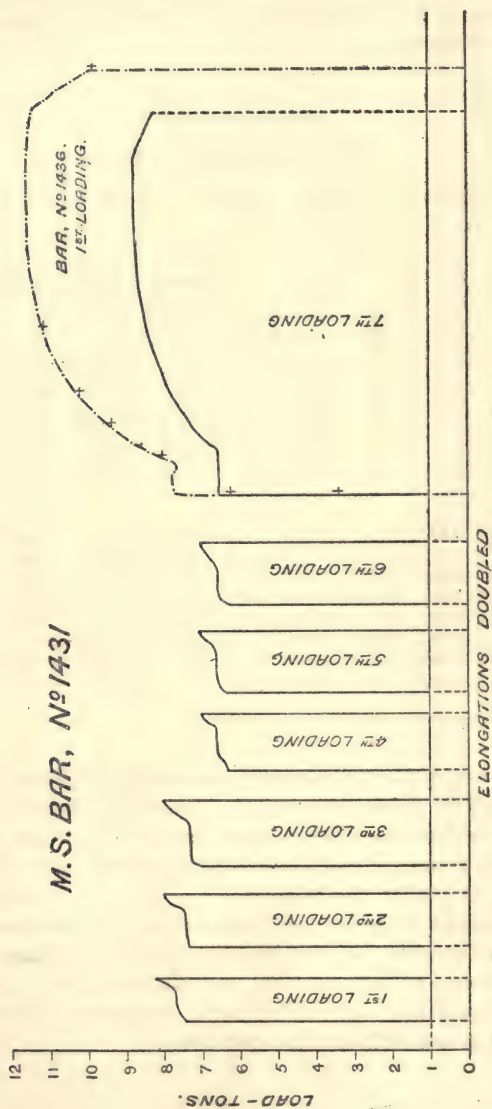 M.S. BAR, Nº 1431
BAR, Nº 1436.
1ST LOADING.
12
11
10
9
8
7
6
5
4
3
2
1
0
LOAD-TONS.
1ST LOADING
2ND LOADING
3RD LOADING
4TH LOADING
5TH LOADING
6TH LOADING
7TH LOADING
ELONGATIONS DOUBLED